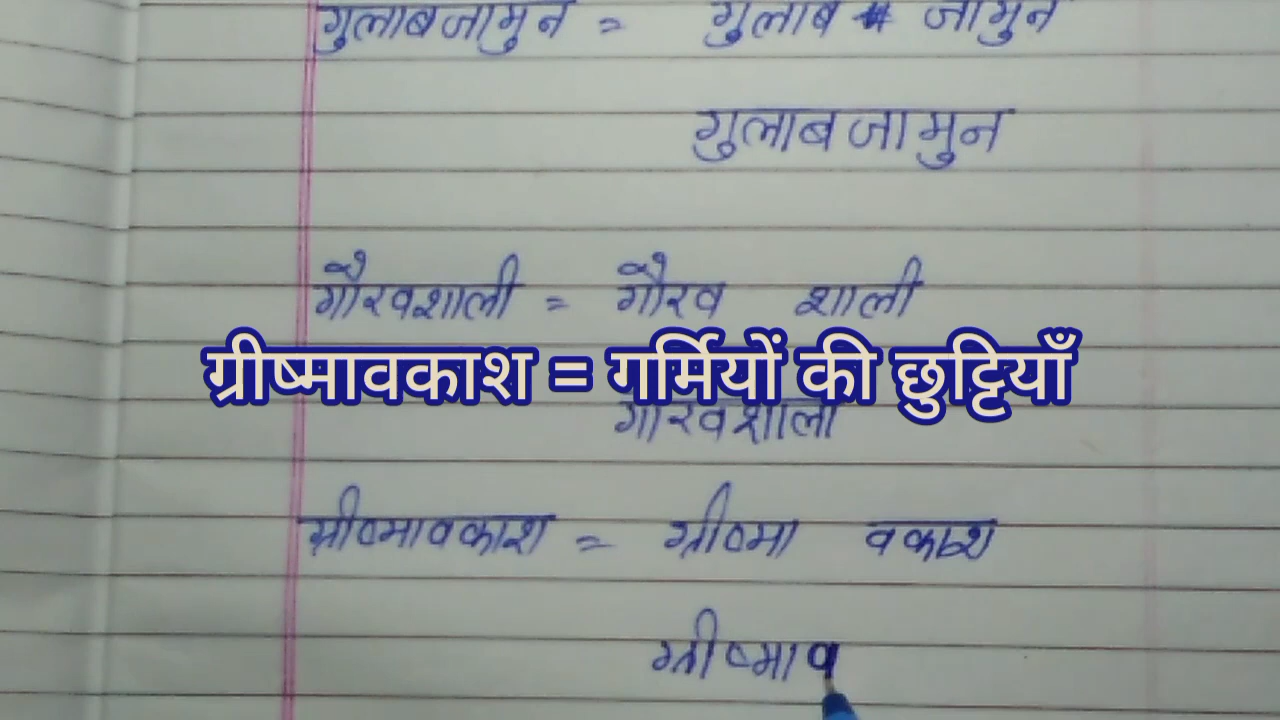 गुलाबजामुन = गुलाब जामुन
गुलाबजामुन
गौरवशाली = गौरव शाली
ग्रीष्मावकाश = गर्मियों की छुट्टियाँ
गौरवशाली
ग्रीष्मावकाश = ग्रीष्मा वकाश
ग्रीष्माव